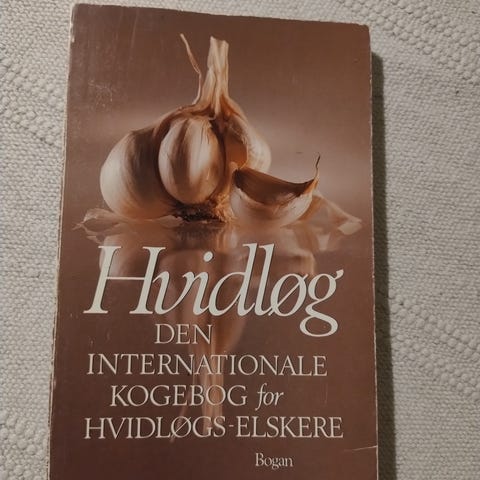 Hvidløg
DEN
INTERNATIONALE
KOGEBOG for
HVIDLØGS-ELSKERE
Bogan